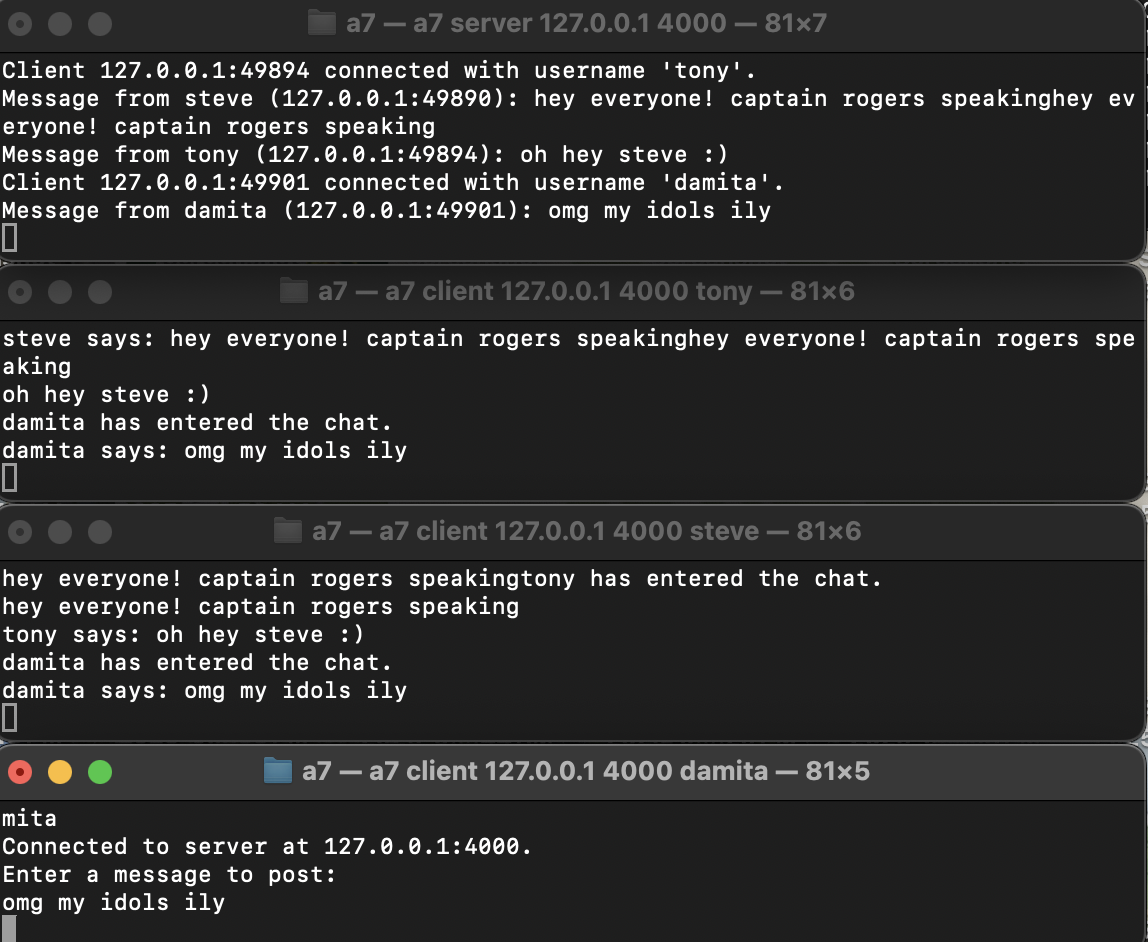 a7 — a7 server 127.0.0.1 4000 — 81×7
Client 127.0.0.1:49894 connected with username 'tony'.
Message from steve (127.0.0.1:49890): hey everyone! captain rogers speakinghey ev
eryone! captain rogers speaking
Message from tony (127.0.0.1:49894): oh hey steve :)
Client 127.0.0.1:49901 connected with username 'damita'.
Message from damita (127.0.0.1:49901): omg my idols ily
a7 — a7 client 127.0.0.1 4000 tony — 81×6
steve says: hey everyone! captain rogers speakinghey everyone! captain rogers spe
aking
oh hey steve :)
damita has entered the chat.
damita says: omg my idols ily
a7 — a7 client 127.0.0.1 4000 steve — 81×6
hey everyone! captain rogers speakingtony has entered the chat.
hey everyone! captain rogers speaking
tony says: oh hey steve :)
damita has entered the chat.
damita says: omg my idols ily
a7 — a7 client 127.0.0.1 4000 damita — 81×5
mita
Connected to server at 127.0.0.1:4000.
Enter a message to post:
omg my idols ily